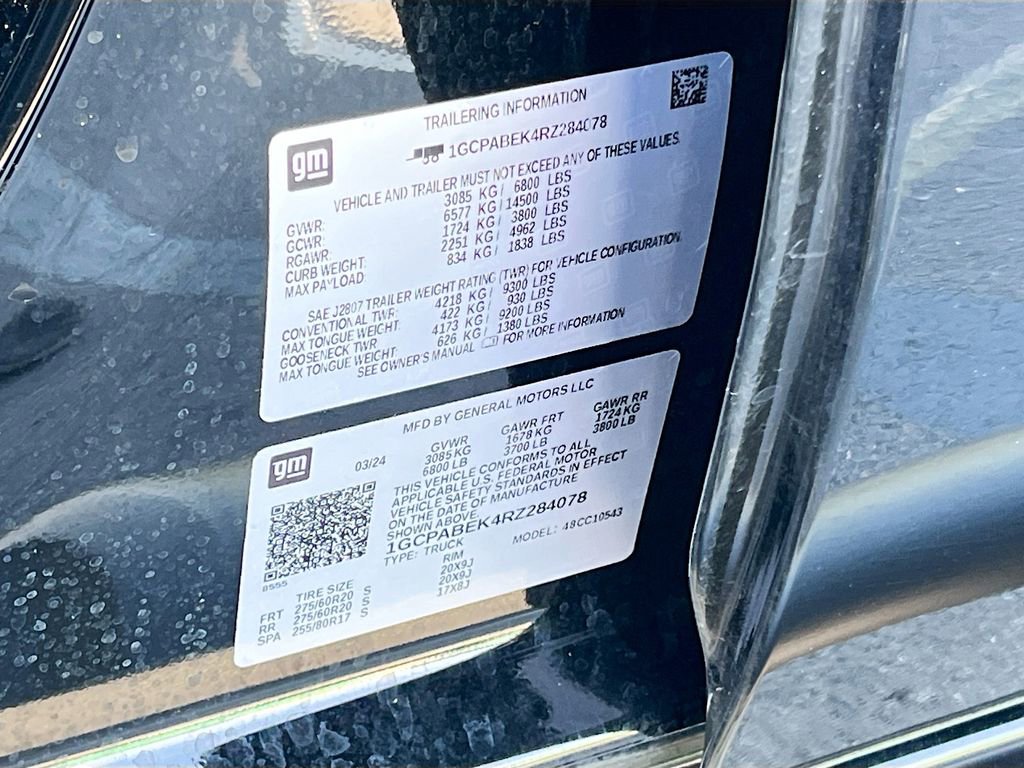 TRAILERING INFORMATION
gm
1GCPABEK4RZ284078
VEHICLE AND TRAILER MUST NOT EXCEED ANY OF THESE VALUES.
GVWR: 3085 KG / 6800 LBS
GCWR: 6577 KG / 14500 LBS
RGAWR: 1724 KG / 3800 LBS
CURB WEIGHT: 2251 KG / 4962 LBS
MAX PAYLOAD: 834 KG / 1838 LBS
SAE J2807 TRAILER WEIGHT RATING (TWR) FOR VEHICLE CONFIGURATION.
CONVENTIONAL TWR: 4218 KG / 9300 LBS
MAX TONGUE WEIGHT: 422 KG / 930 LBS
GOOSENECK TWR 4173 KG / 9200 LBS
MAX TONGUE WEIGHT: 626 KG / 1380 LBS
SEE OWNER'S MANUAL FOR MORE INFORMATION
MFD BY GENERAL MOTORS LLC
gm
03/24
GVWR GAWR FRT GAWR RR
3085 KG 1678 KG 1724 KG
6800 LB 3700 LB 3800 LB
THIS VEHICLE CONFORMS TO ALL
APPLICABLE U.S. FEDERAL MOTOR
VEHICLE SAFETY STANDARDS IN EFFECT
ON THE DATE OF MANUFACTURE
SHOWN ABOVE.
1GCPABEK4RZ284078
TYPE: TRUCK MODEL: 48CC10543
8555
TIRE SIZE RIM
FRT 275/60R20 S 20X9J
RR 275/60R20 S 20X9J
SPA 255/80R17 S 17X8J